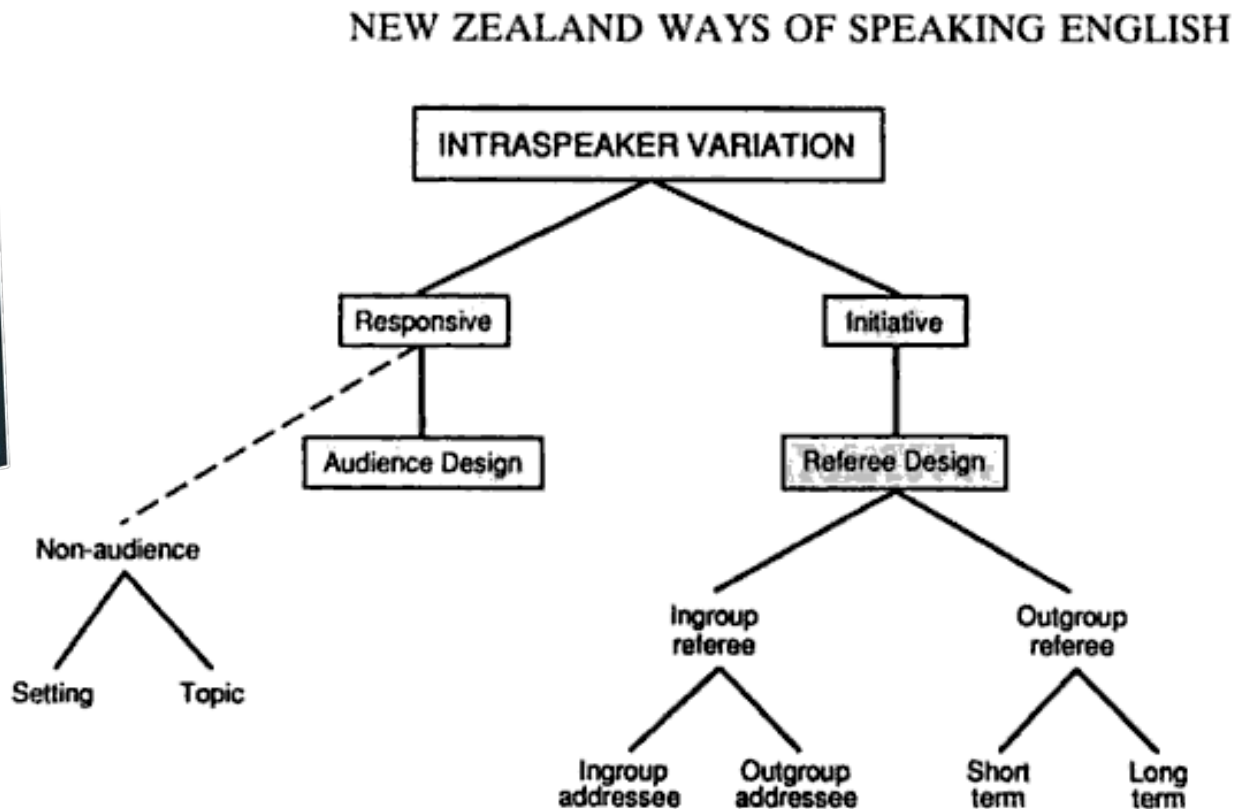 NEW ZEALAND WAYS OF SPEAKING ENGLISH
INTRASPEAKER VARIATION
Responsive
Initiative
Audience Design
Referee Design
Non-audience
Ingroup
referee
Outgroup
referee
Setting
Topic
Ingroup
addressee
Outgroup
addressee
Short
term
Long
term